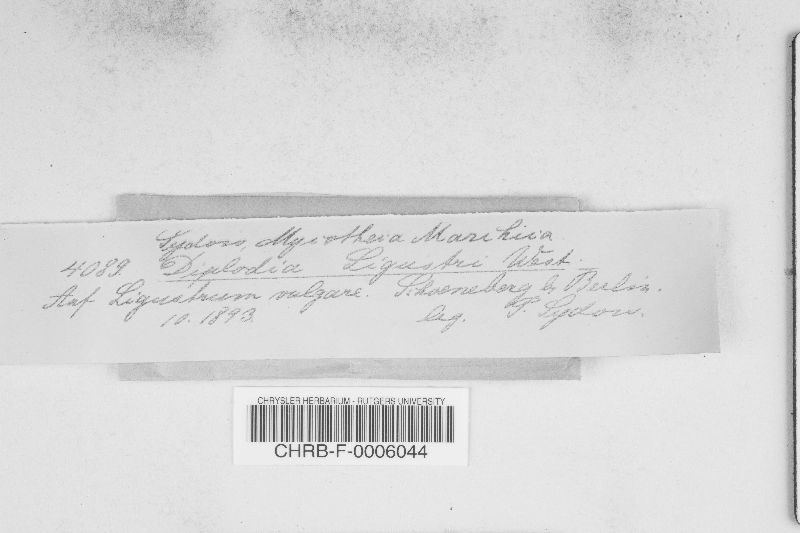 Sydow, Mycotheca Marchica.
4089. Diplodia Ligustri West.
Auf Ligustrum vulgare. Schoeneberg b. Berlin.
10. 1893. leg. P. Sydow.
CHRYSLER HERBARIUM - RUTGERS UNIVERSITY
CHRB-F-0006044